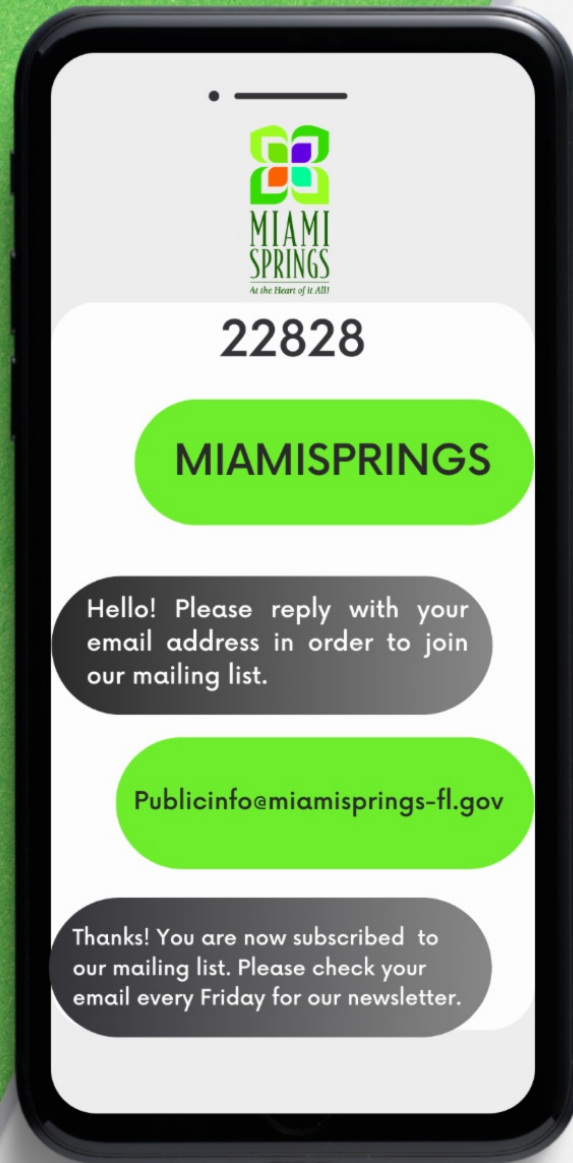 MIAMI
SPRINGS
At the Heart of it All!
22828
MIAMISPRINGS
Hello! Please reply with your
email address in order to join
our mailing list.
Publicinfo@miamisprings-fl.gov
Thanks! You are now subscribed to
our mailing list. Please check your
email every Friday for our newsletter.